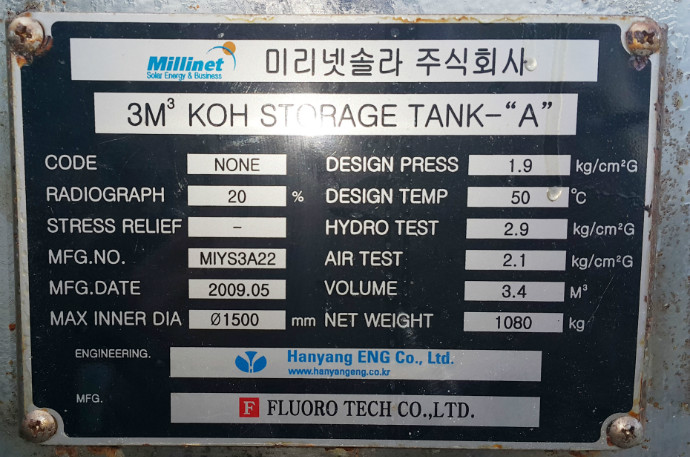 Millinet
Solar Energy & Business
미리넷솔라 주식회사
3M³ KOH STORAGE TANK-“A”
CODE NONE DESIGN PRESS 1.9 kg/cm²G
RADIOGRAPH 20 % DESIGN TEMP 50 °C
STRESS RELIEF - HYDRO TEST 2.9 kg/cm²G
MFG.NO. MIYS3A22 AIR TEST 2.1 kg/cm²G
MFG.DATE 2009.05 VOLUME 3.4 M³
MAX INNER DIA Ø1500 mm NET WEIGHT 1080 kg
ENGINEERING. Hanyang ENG Co., Ltd.
www.hanyangeng.co.kr
MFG. F FLUORO TECH CO.,LTD.